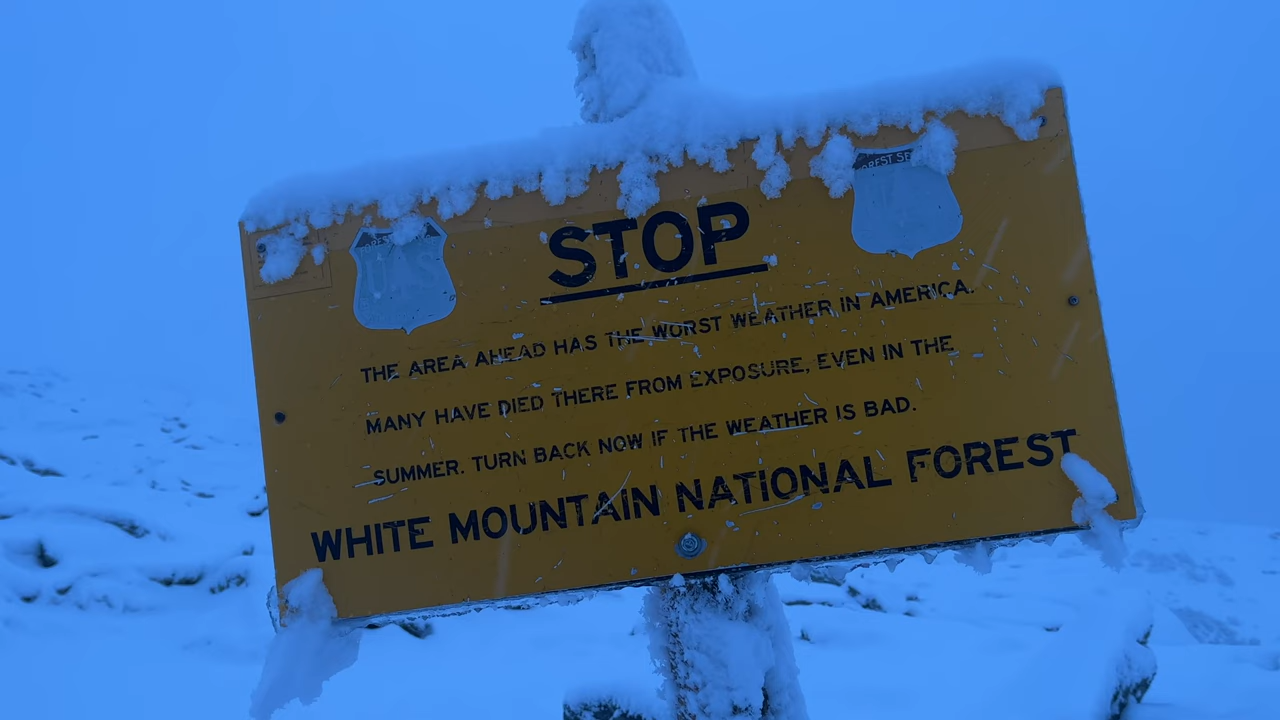 STOP
THE AREA AHEAD HAS THE WORST WEATHER IN AMERICA.
MANY HAVE DIED THERE FROM EXPOSURE, EVEN IN THE
SUMMER. TURN BACK NOW IF THE WEATHER IS BAD.
WHITE MOUNTAIN NATIONAL FOREST